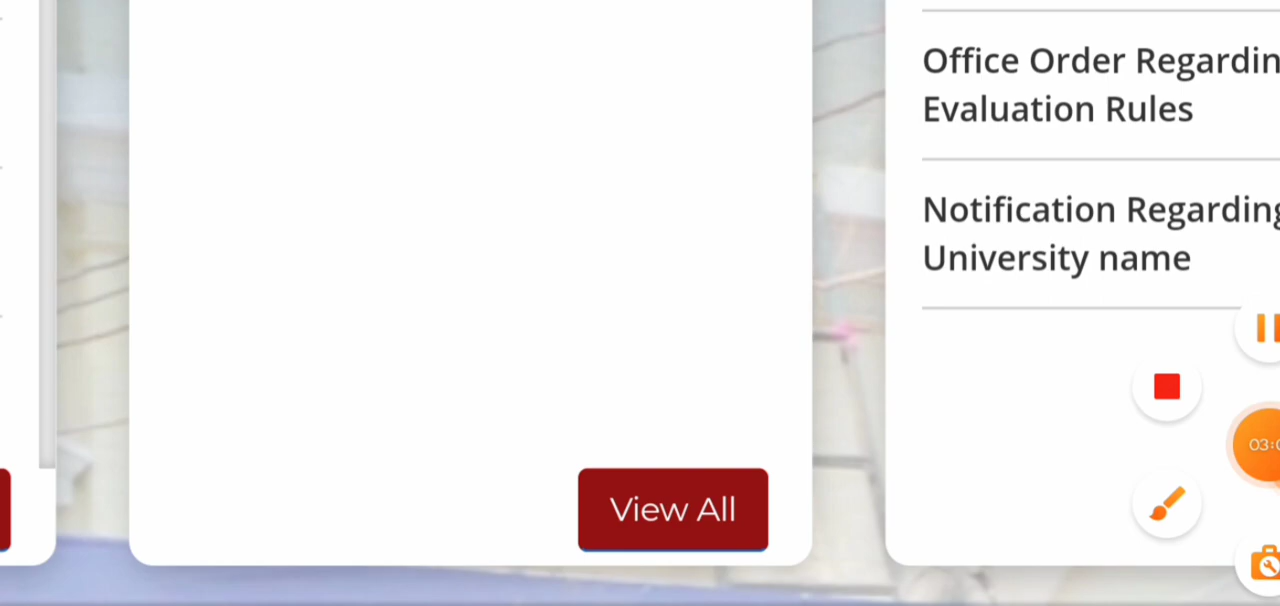 Office Order Regardin
Evaluation Rules
Notification Regarding
University name
View All